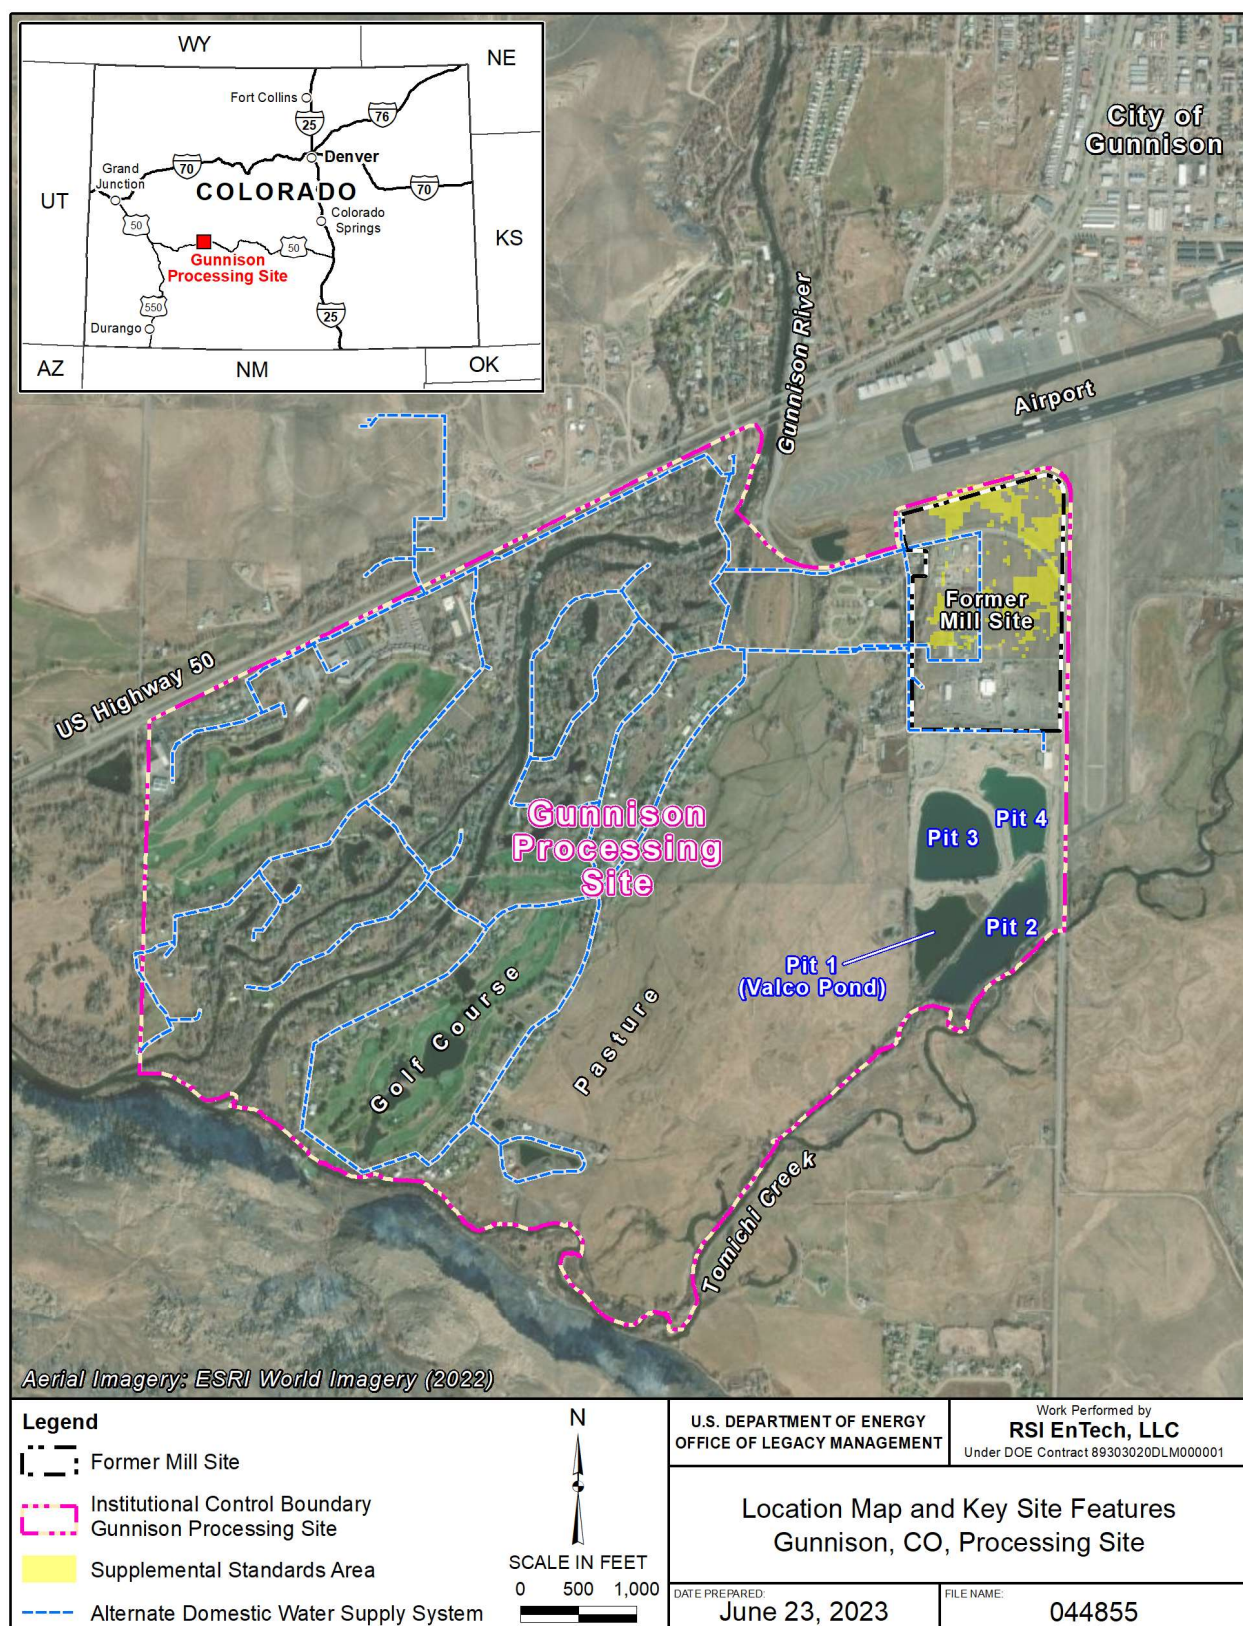 WY
NE
Fort Collins
25
76
Denver
Grand
Junction
70
COLORADO
70
UT
50
Colorado
Springs
KS
50
Gunnison
Processing Site
550
25
Durango
AZ
NM
OK
City of
Gunnison
Gunnison River
Airport
Former
Mill Site
US Highway 50
Gunnison
Processing
Site
Pit 4
Pit 3
Pit 2
Pit 1
(Valco Pond)
Golf Course
Pasture
Tomichi Creek
Aerial Imagery: ESRI World Imagery (2022)
Legend
Former Mill Site
Institutional Control Boundary
Gunnison Processing Site
Supplemental Standards Area
Alternate Domestic Water Supply System
N
SCALE IN FEET
0 500 1,000
U.S. DEPARTMENT OF ENERGY
OFFICE OF LEGACY MANAGEMENT
Work Performed by
RSI EnTech, LLC
Under DOE Contract 89303020DLM000001
Location Map and Key Site Features
Gunnison, CO, Processing Site
DATE PREPARED:
June 23, 2023
FILE NAME:
044855